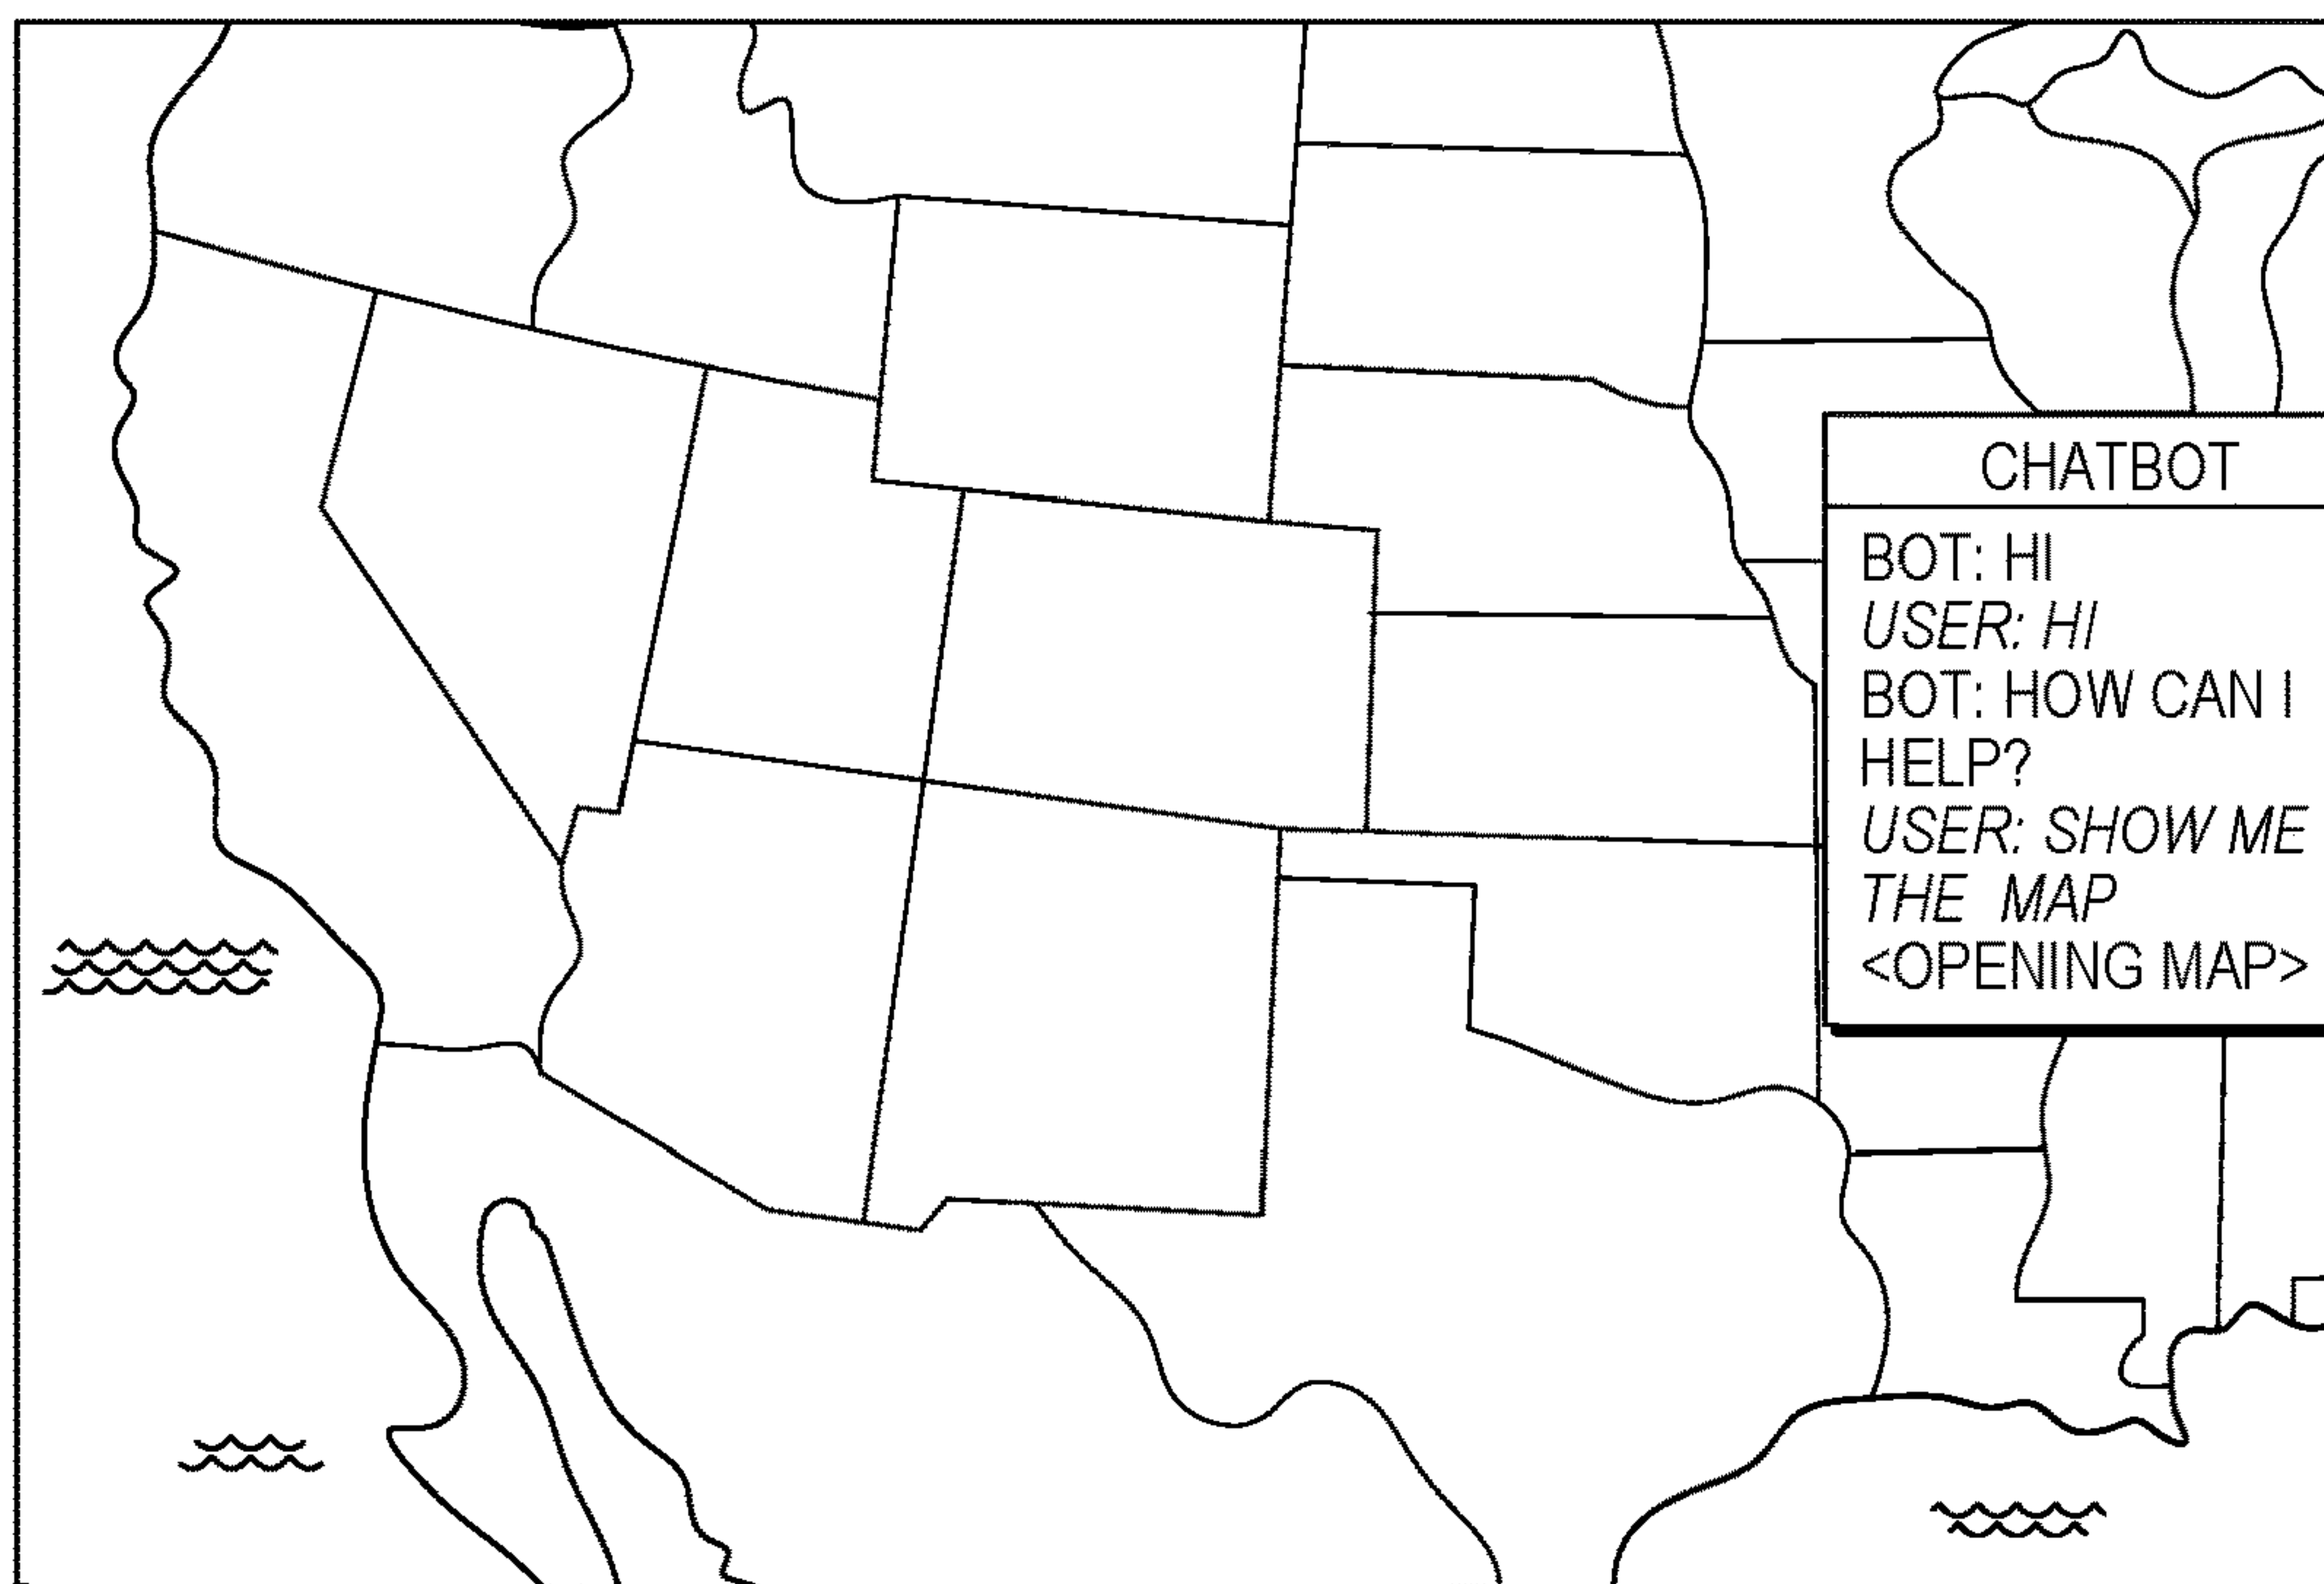 CHATBOT
BOT: HI
USER: HI
BOT: HOW CAN I
HELP?
USER: SHOW ME
THE MAP
<OPENING MAP>